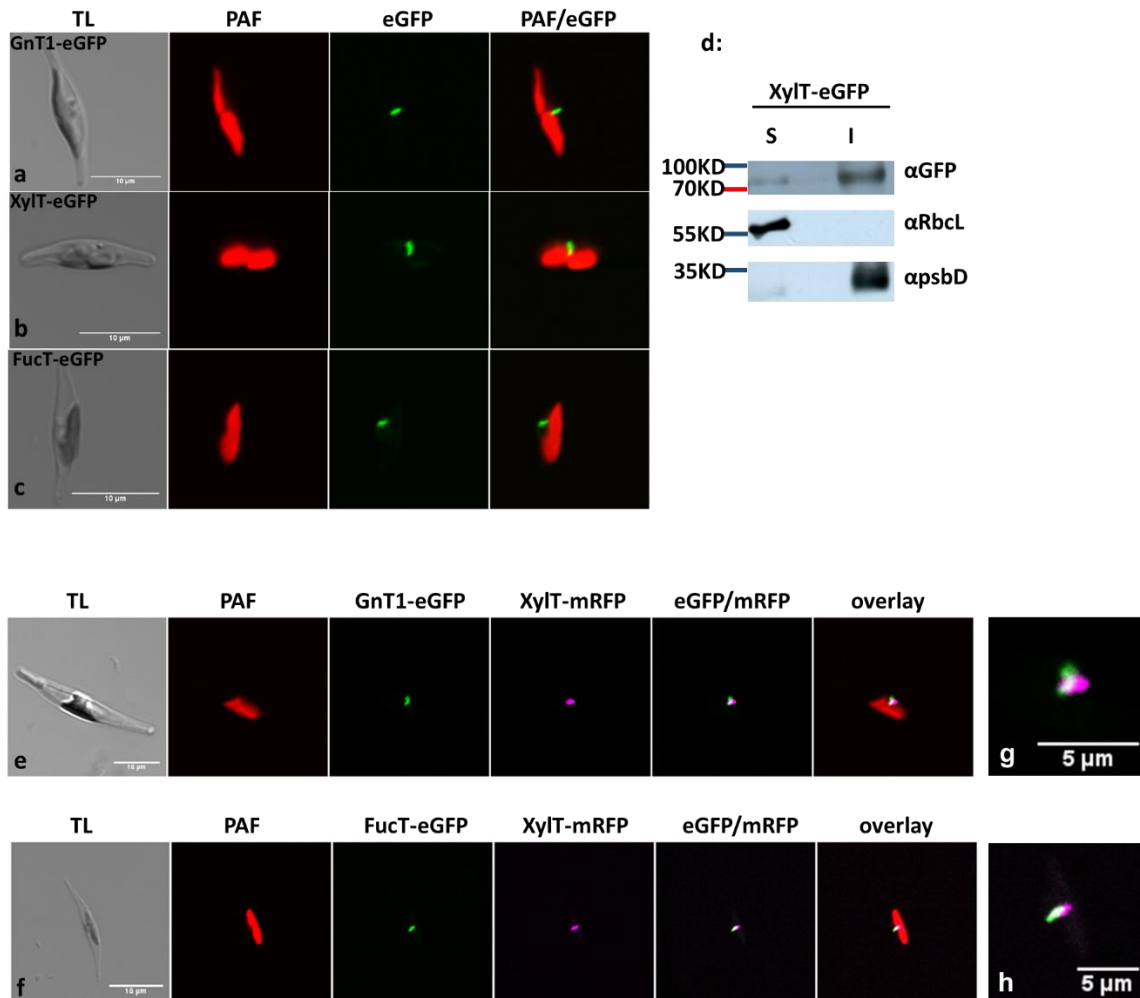 TL PAF eGFP PAF/eGFP
GnT1-eGFP
a
10 µm
XylT-eGFP
b
10 µm
FucT-eGFP
c
10 µm
d:
XylT-eGFP
S I
100KD αGFP
70KD
αRbcL
55KD
35KD αpsbD
TL PAF GnT1-eGFP XylT-mRFP eGFP/mRFP overlay
e
10 µm
g
5 µm
TL PAF FucT-eGFP XylT-mRFP eGFP/mRFP overlay
f
10 µm
h
5 µm